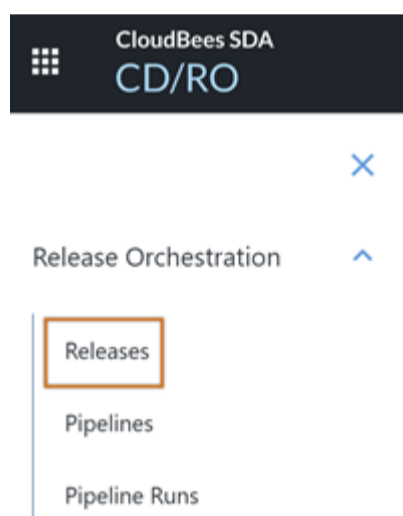 CloudBees SDA
CD/RO
Release Orchestration
Releases
Pipelines
Pipeline Runs